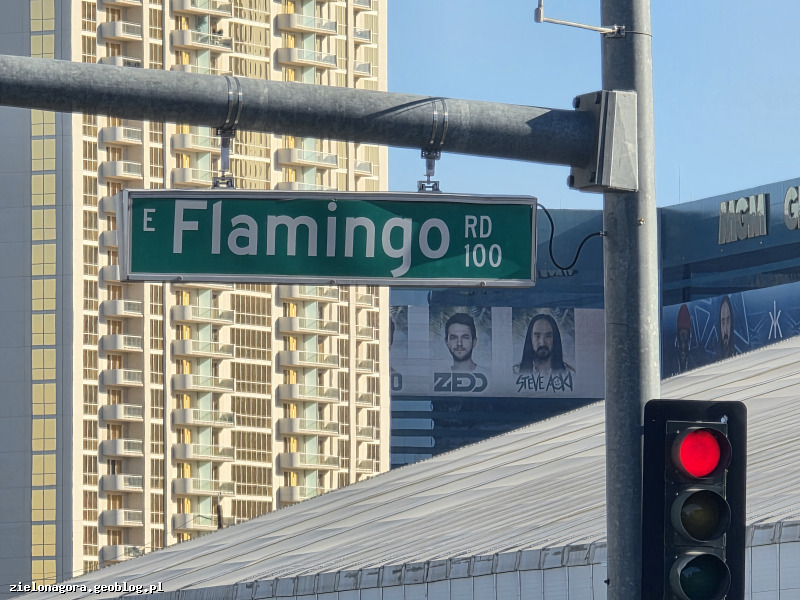 E Flamingo RD
100
MGM G
ZEDD
STEVE AOKI
zielonagora.geoblog.pl